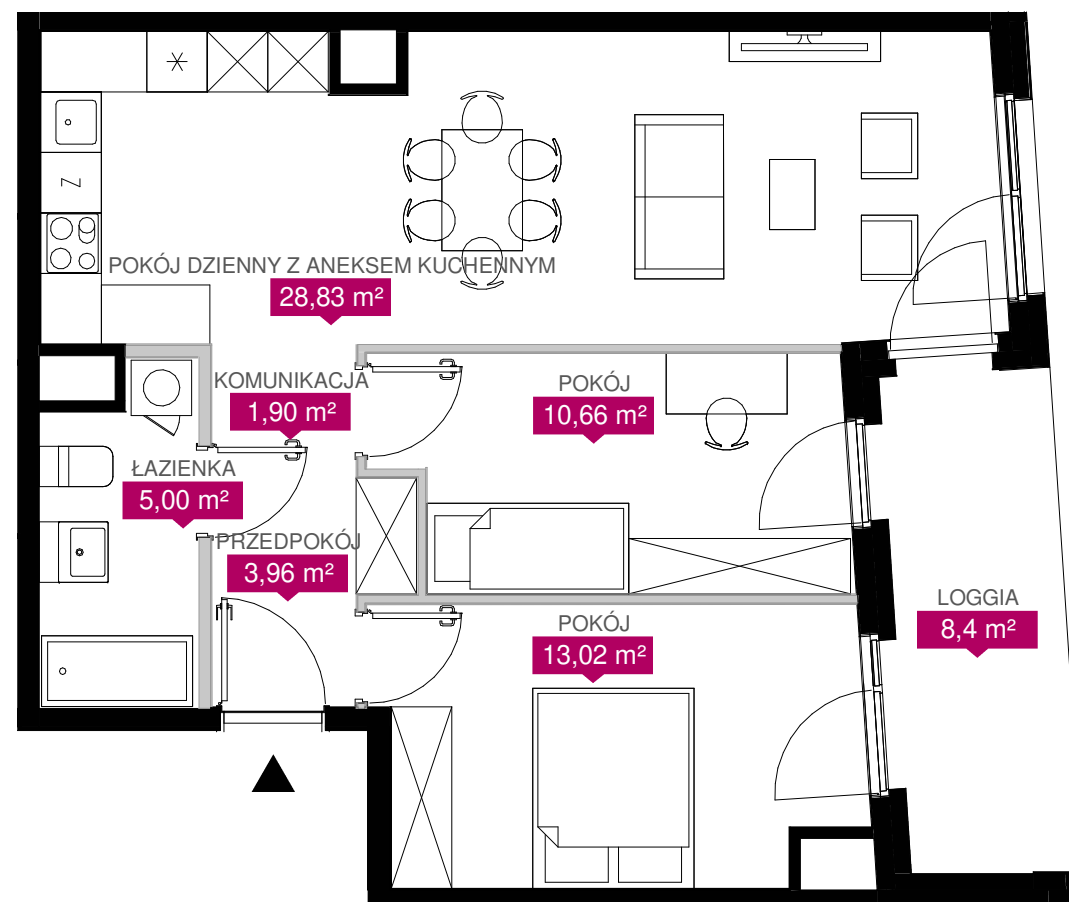 POKÓJ DZIENNY Z ANEKSEM KUCHENNYM
28,83 m²
KOMUNIKACJA
1,90 m²
POKÓJ
10,66 m²
ŁAZIENKA
5,00 m²
PRZEDPOKÓJ
3,96 m²
POKÓJ
13,02 m²
LOGGIA
8,4 m²
Z